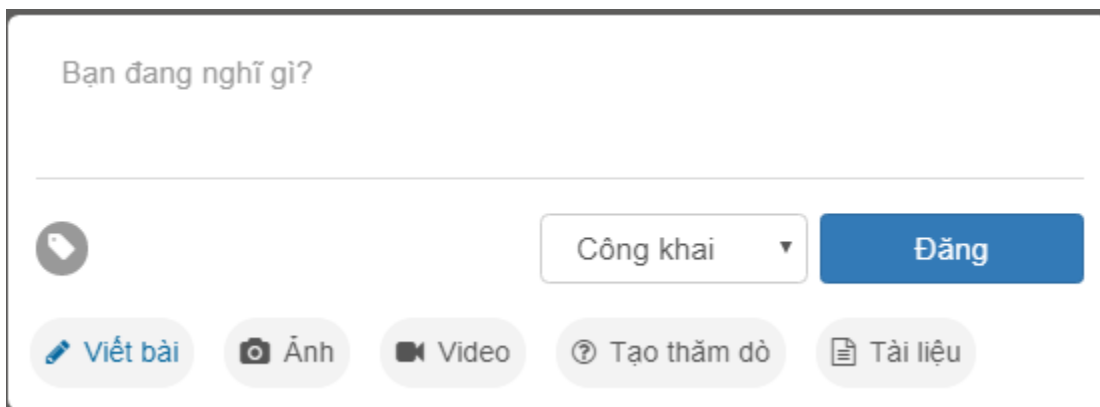 Bạn đang nghĩ gì?
Công khai
Đăng
Viết bài
Ảnh
Video
Tạo thăm dò
Tài liệu